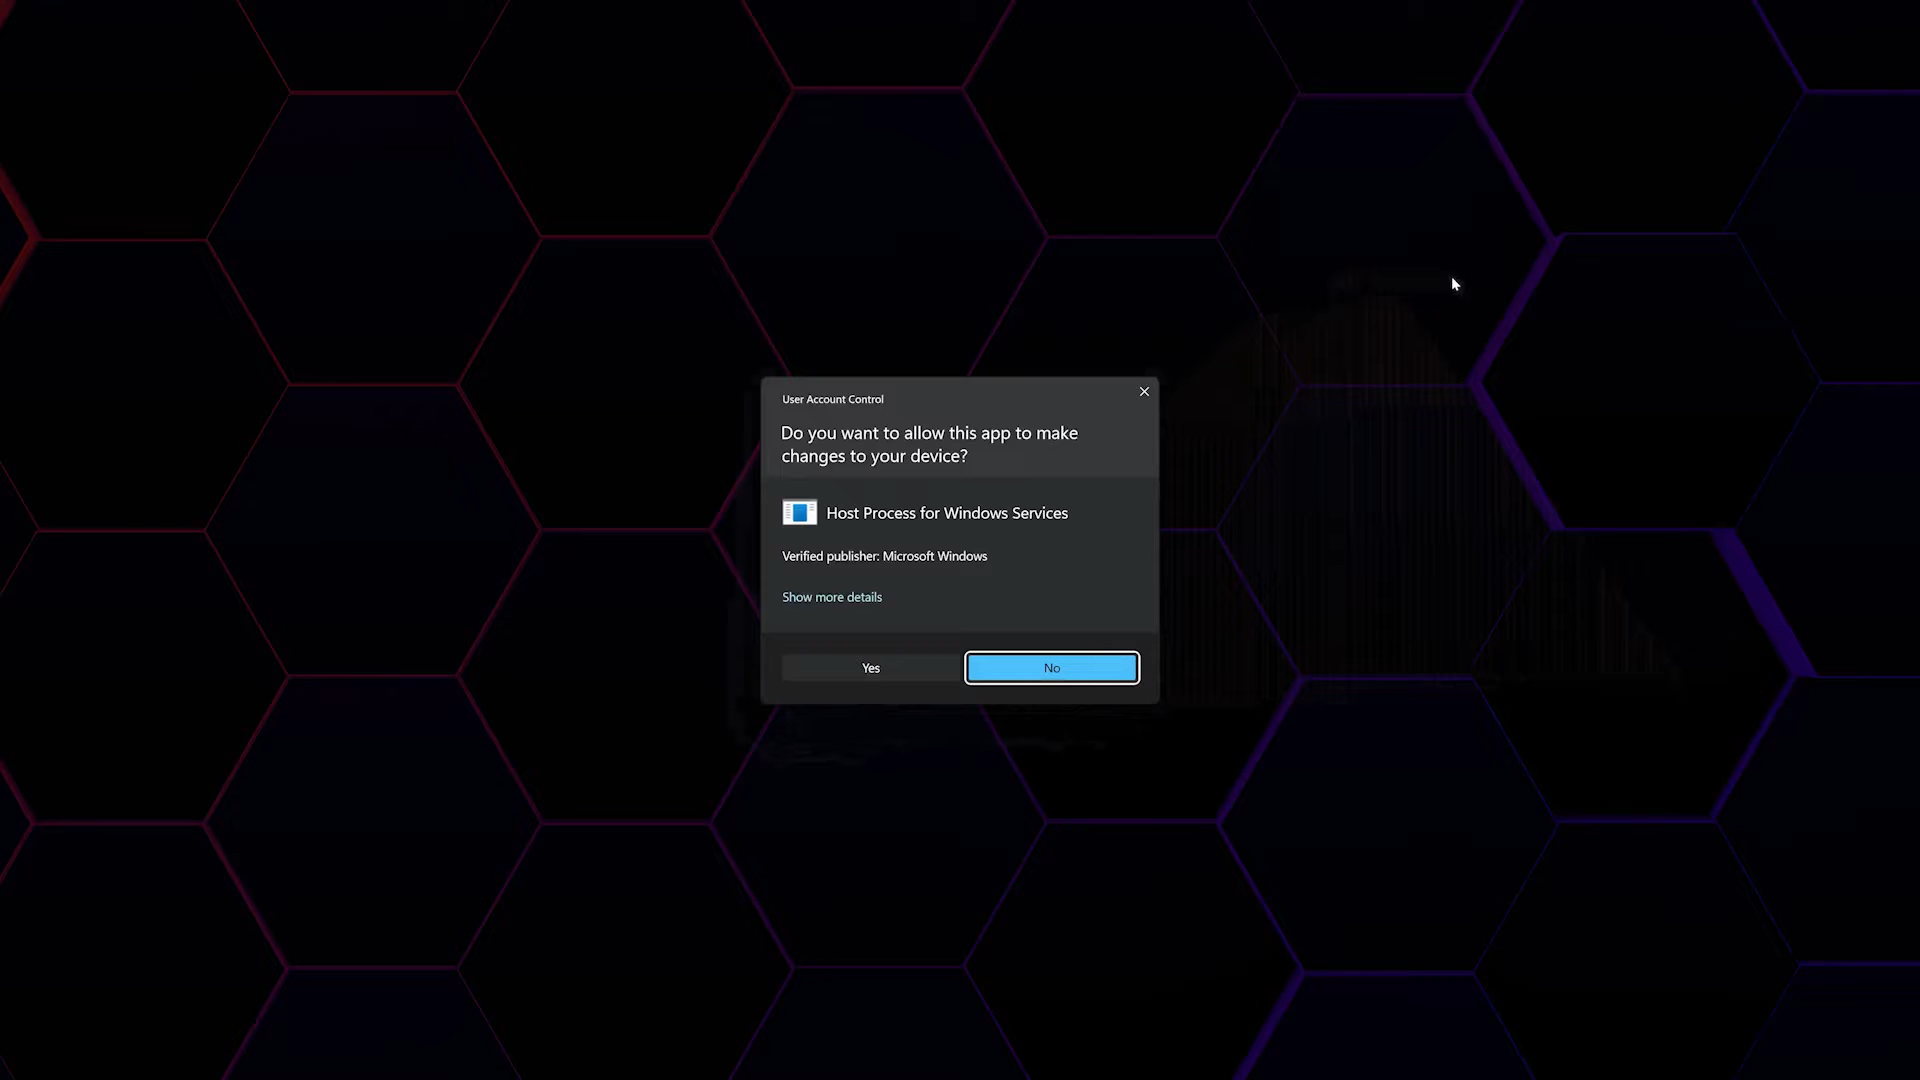 User Account Control
Do you want to allow this app to make
changes to your device?
Host Process for Windows Services
Verified publisher: Microsoft Windows
Show more details
Yes
No